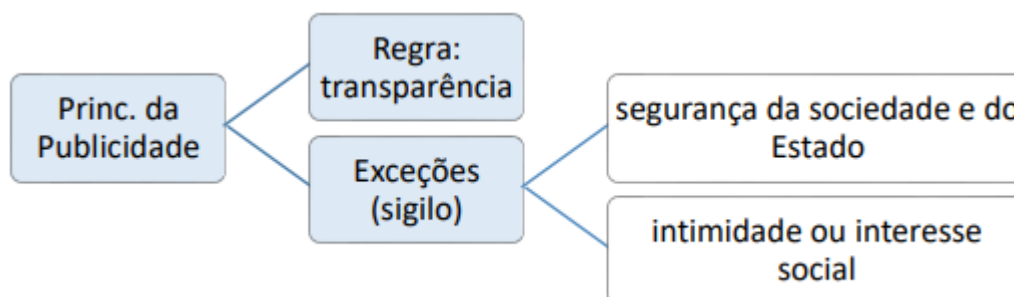 Princ. da
Publicidade
Regra:
transparência
Exceções
(sigilo)
segurança da sociedade e do
Estado
intimidade ou interesse
social